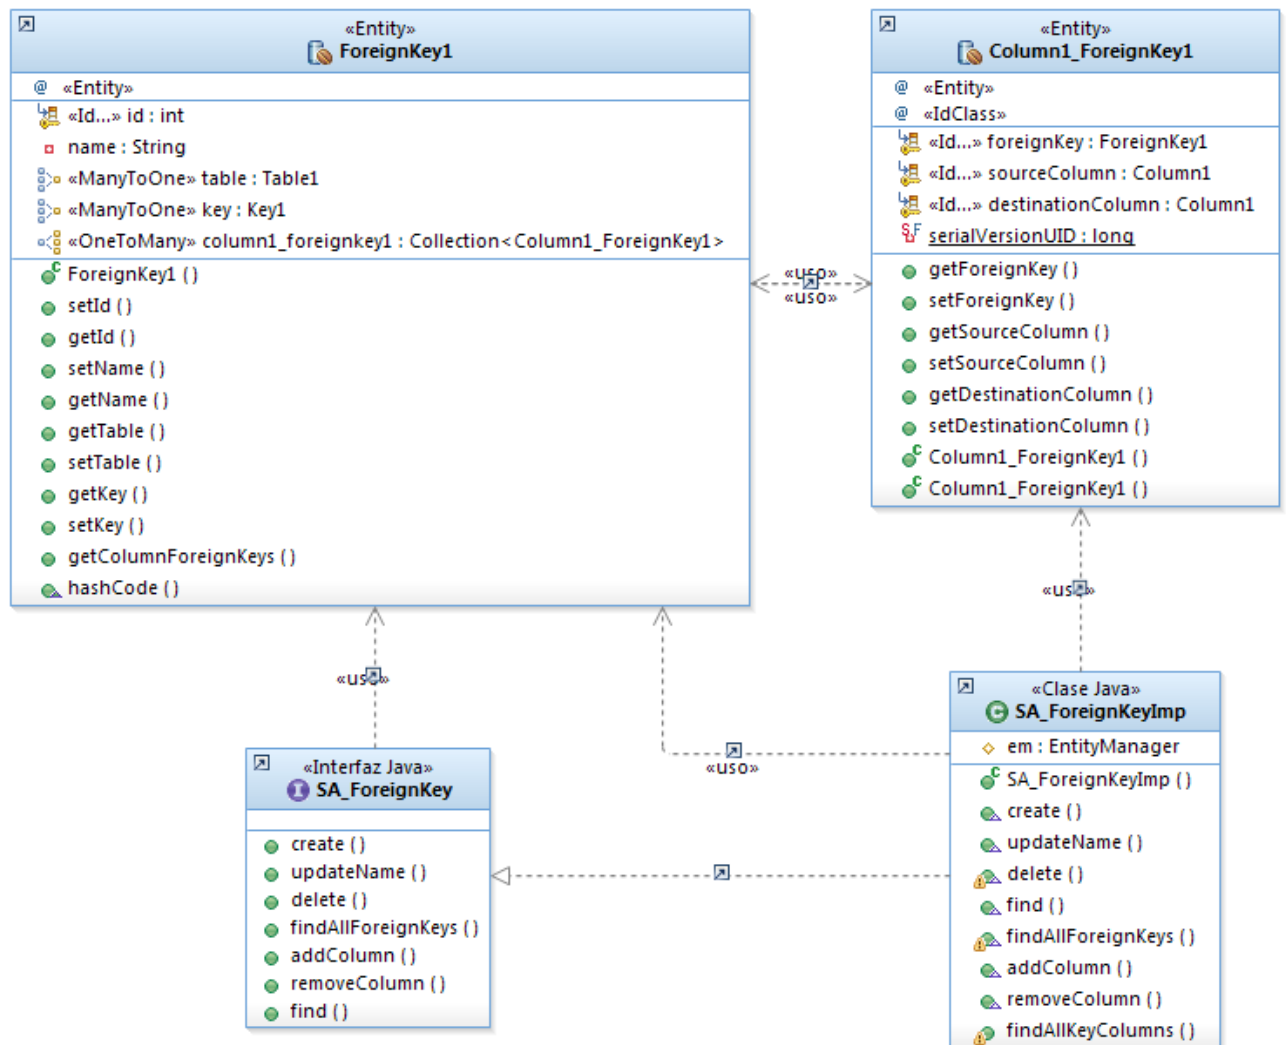 «Entity»
ForeignKey1
@ «Entity»
«Id...» id : int
name : String
«ManyToOne» table : Table1
«ManyToOne» key : Key1
«OneToMany» column1_foreignkey1 : Collection<Column1_ForeignKey1>
ForeignKey1 ( )
setId ( )
getId ( )
setName ( )
getName ( )
getTable ( )
setTable ( )
getKey ( )
setKey ( )
getColumnForeignKeys ( )
hashCode ( )
«uso»
«uso»
«Entity»
Column1_ForeignKey1
@ «Entity»
@ «IdClass»
«Id...» foreignKey : ForeignKey1
«Id...» sourceColumn : Column1
«Id...» destinationColumn : Column1
serialVersionUID : long
getForeignKey ( )
setForeignKey ( )
getSourceColumn ( )
setSourceColumn ( )
getDestinationColumn ( )
setDestinationColumn ( )
Column1_ForeignKey1 ( )
Column1_ForeignKey1 ( )
«uso»
«uso»
«uso»
«Interfaz Java»
SA_ForeignKey
create ( )
updateName ( )
delete ( )
findAllForeignKeys ( )
addColumn ( )
removeColumn ( )
find ( )
«Clase Java»
SA_ForeignKeyImp
em : EntityManager
SA_ForeignKeyImp ( )
create ( )
updateName ( )
delete ( )
find ( )
findAllForeignKeys ( )
addColumn ( )
removeColumn ( )
findAllKeyColumns ( )